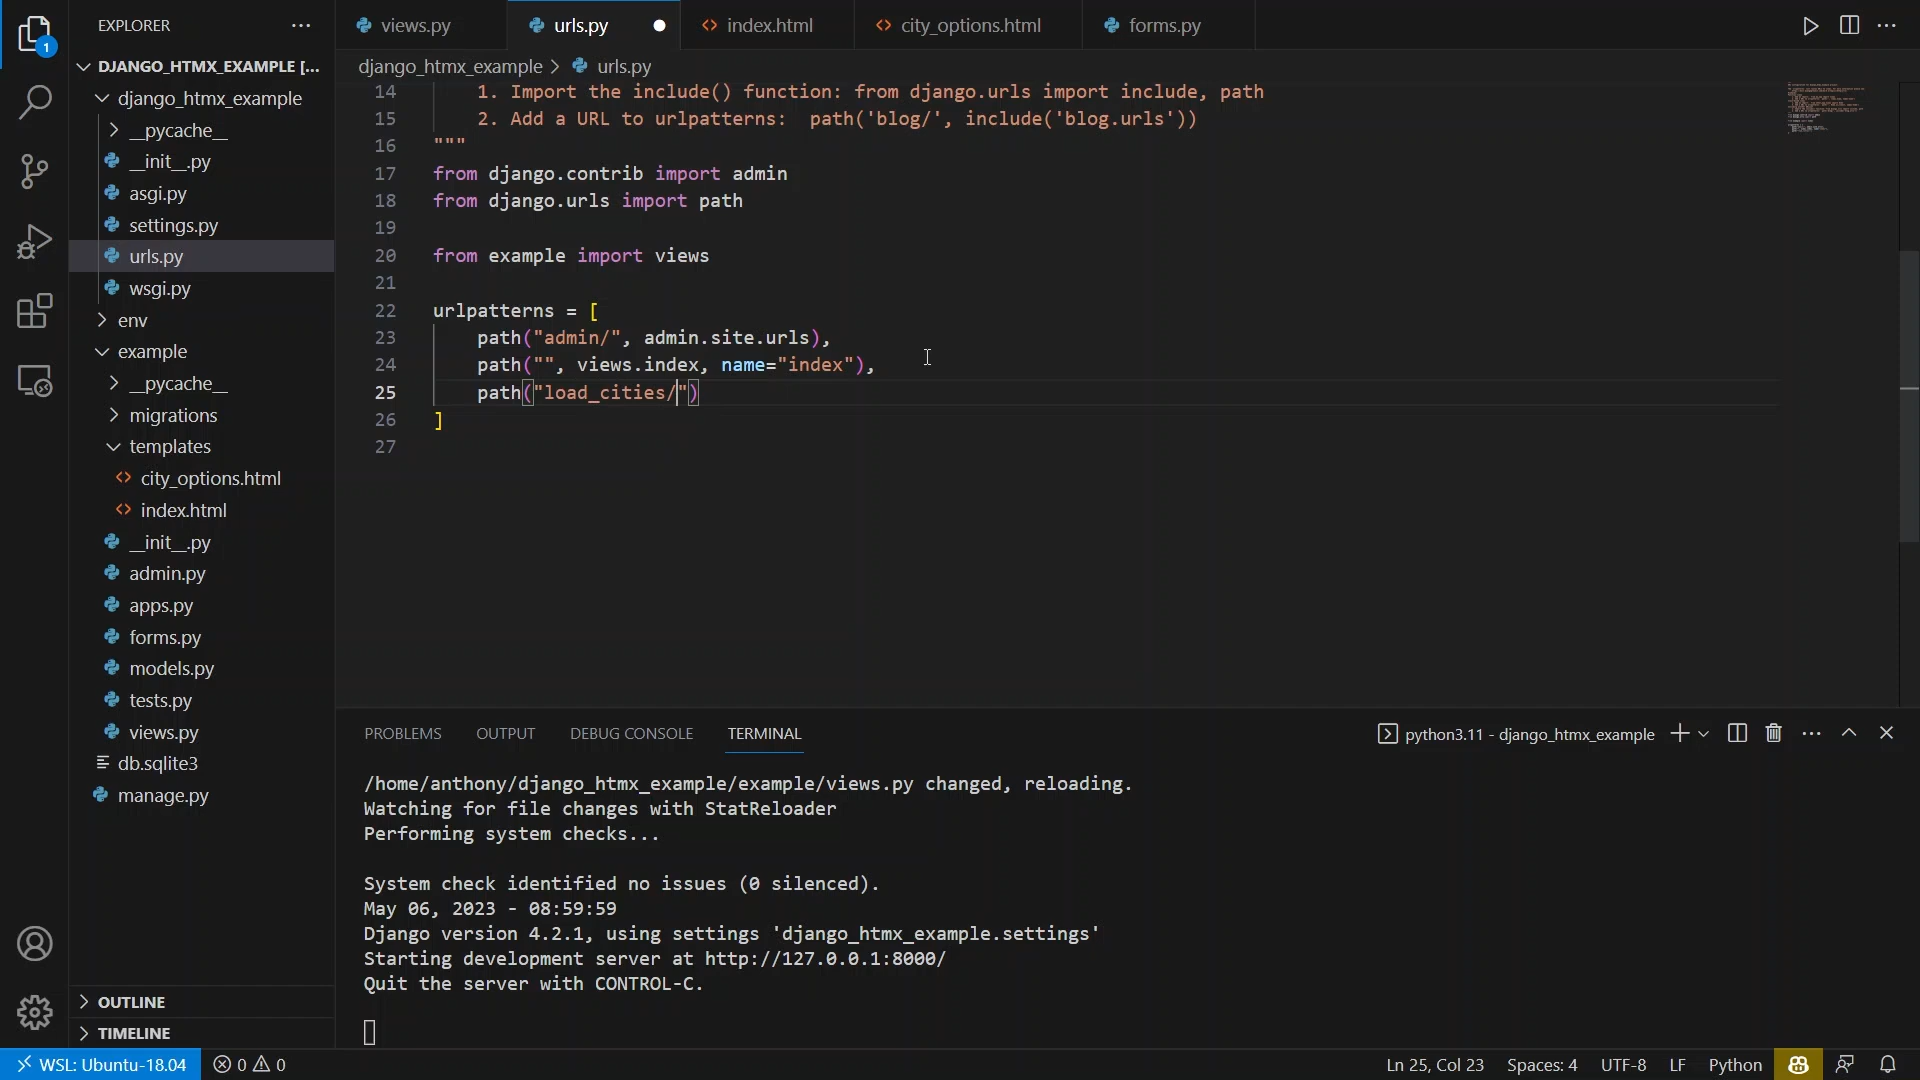 EXPLORER
1
DJANGO_HTMX_EXAMPLE [...
django_htmx_example
__pycache__
__init__.py
asgi.py
settings.py
urls.py
wsgi.py
env
example
__pycache__
migrations
templates
city_options.html
index.html
__init__.py
admin.py
apps.py
forms.py
models.py
tests.py
views.py
db.sqlite3
manage.py
OUTLINE
TIMELINE
views.py urls.py index.html city_options.html forms.py
django_htmx_example > urls.py
14 1. Import the include() function: from django.urls import include, path
15 2. Add a URL to urlpatterns:  path('blog/', include('blog.urls'))
16 """
17 from django.contrib import admin
18 from django.urls import path
19
20 from example import views
21
22 urlpatterns = [
23 path("admin/", admin.site.urls),
24 path("", views.index, name="index"),
25 path("load_cities/")
26 ]
27
PROBLEMS OUTPUT DEBUG CONSOLE TERMINAL python3.11 - django_htmx_example
/home/anthony/django_htmx_example/example/views.py changed, reloading.
Watching for file changes with StatReloader
Performing system checks...
System check identified no issues (0 silenced).
May 06, 2023 - 08:59:59
Django version 4.2.1, using settings 'django_htmx_example.settings'
Starting development server at http://127.0.0.1:8000/
Quit the server with CONTROL-C.
WSL: Ubuntu-18.04 0 0 Ln 25, Col 23 Spaces: 4 UTF-8 LF Python